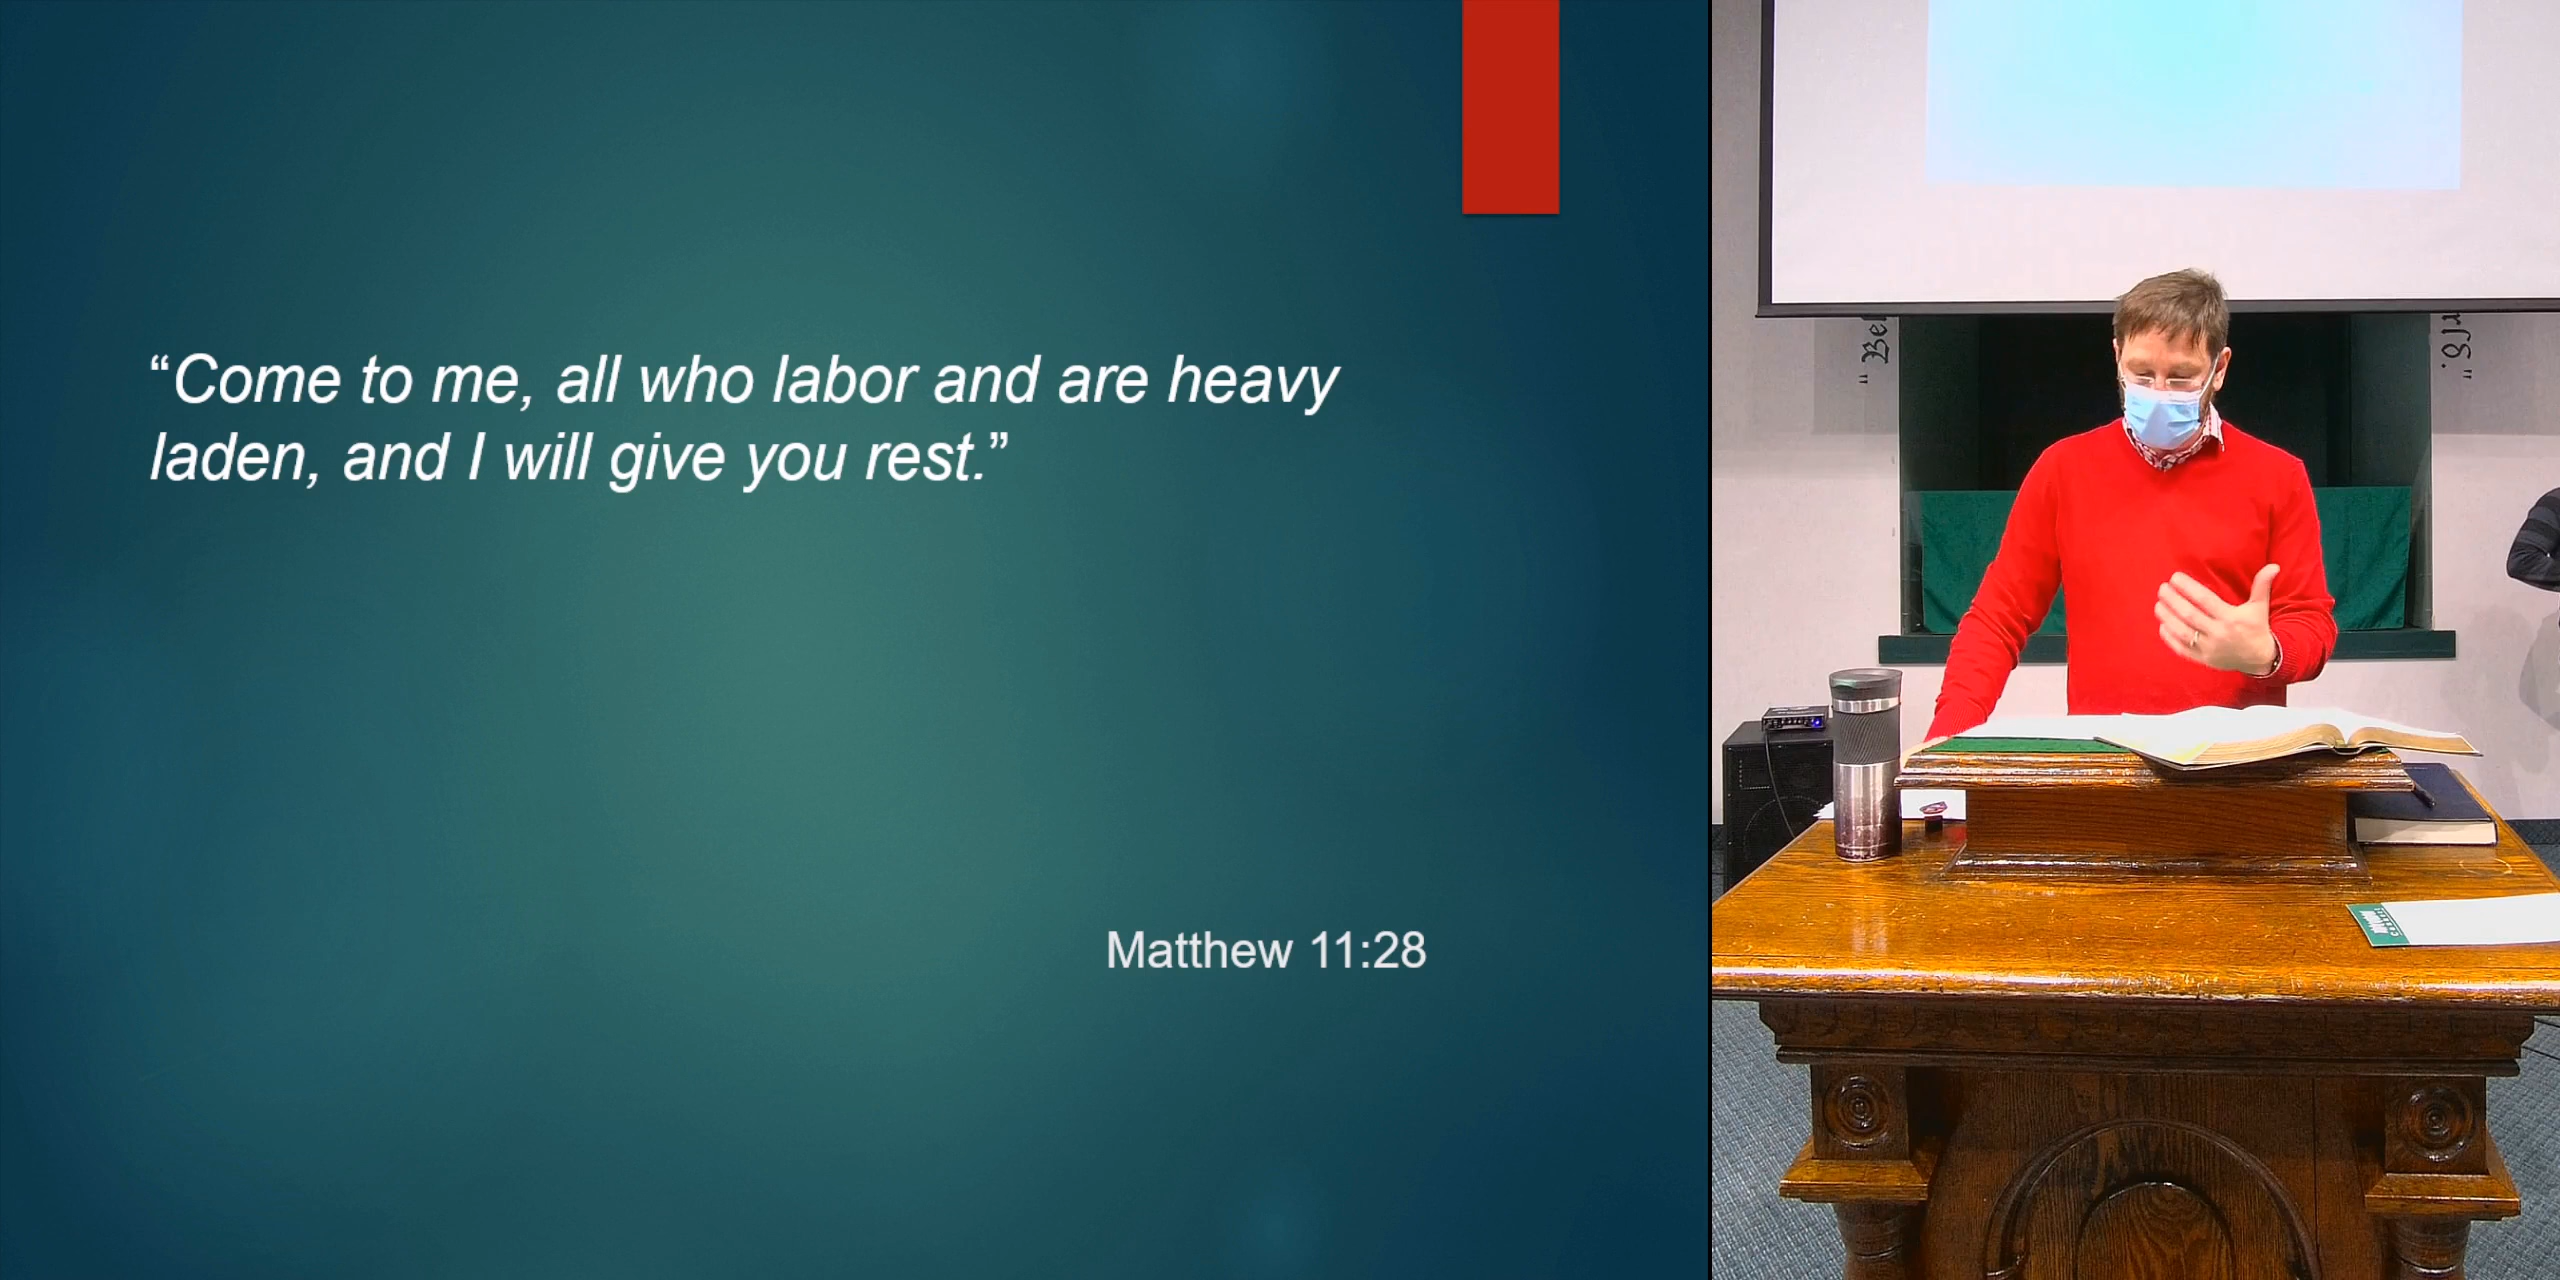 “Come to me, all who labor and are heavy
laden, and I will give you rest.”
Matthew 11:28